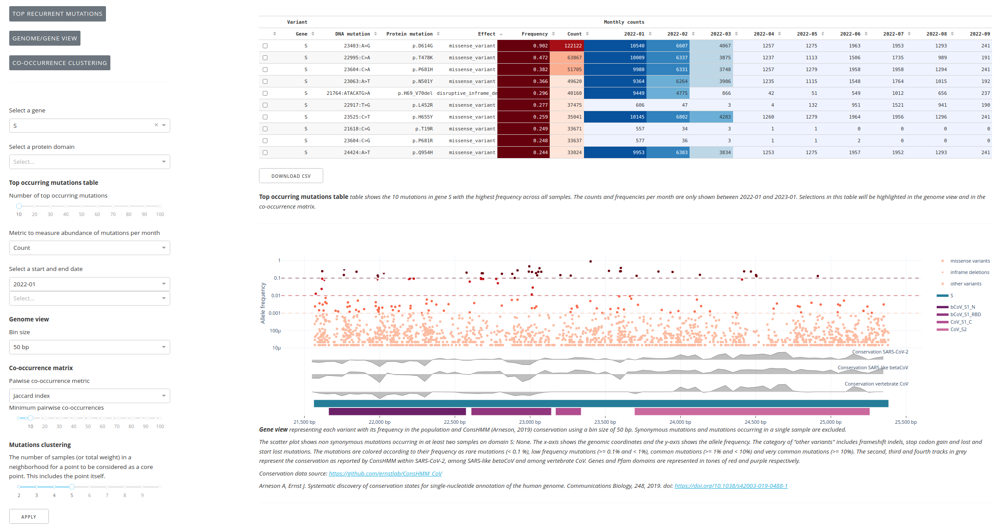 TOP RECURRENT MUTATIONS
GENOME/GENE VIEW
CO-OCCURRENCE CLUSTERING
Select a gene
S
Select a protein domain
Select...
Top occurring mutations table
Number of top occurring mutations
10 20 30 40 50 60 70 80 90 100
Metric to measure abundance of mutations per month
Count
Select a start and end date
2022-01
Select...
Genome view
Bin size
50 bp
Co-occurrence matrix
Paiwise co-occurrence metric
Jaccard index
Minimum pairwise co-occurrences
10 20 30 40 50 60 70 80 90 100
Mutations clustering
The number of samples (or total weight) in a
neighborhood for a point to be considered as a core
point. This includes the point itself.
2 3 4 5 6 7 8 9
APPLY
Variant Monthly counts
Gene DNA mutation Protein mutation Effect Frequency Count 2022-01 2022-02 2022-03 2022-04 2022-05 2022-06 2022-07 2022-08 2022-09
S 23403:A>G p.D614G missense_variant 0.902 122122 10540 6607 4067 1257 1275 1963 1953 1293 241
S 22995:C>A p.T478K missense_variant 0.472 63867 10009 6337 3875 1237 1113 1506 1735 989 191
S 23604:C>A p.P681H missense_variant 0.382 51705 9980 6331 3748 1257 1279 1958 1958 1294 241
S 23063:A>T p.N501Y missense_variant 0.366 49620 9364 6264 3906 1235 1115 1548 1764 1015 192
S 21764:ATACATG>A p.H69_V70del disruptive_inframe_de 0.296 40160 9449 4775 866 42 51 549 1012 656 237
S 22917:T>G p.L452R missense_variant 0.277 37475 606 47 3 4 132 951 1521 941 190
S 23525:C>T p.H655Y missense_variant 0.259 35041 10145 6802 4283 1260 1279 1964 1956 1296 241
S 21618:C>G p.T19R missense_variant 0.249 33671 557 34 3 1 1 0 0 0 0
S 23604:C>G p.P681R missense_variant 0.248 33637 577 36 3 1 1 2 0 0 0
S 24424:A>T p.Q954H missense_variant 0.244 33024 9953 6383 3834 1253 1275 1957 1952 1293 241
DOWNLOAD CSV
Top occurring mutations table table shows the 10 mutations in gene S with the highest frequency across all samples. The counts and frequencies per month are only shown between 2022-01 and 2023-01. Selections in this table will be highlighted in the genome view and in the
co-occurrence matrix.
Allele frequency
1
0.1
0.01
0.001
100µ
10µ
missense variants
inframe deletions
other variants
S
bCoV_S1_N
bCoV_S1_RBD
CoV_S1_C
CoV_S2
Conservation SARS-CoV-2
Conservation SARS-like betaCoV
Conservation vertebrate CoV
21,500 bp 22,000 bp 22,500 bp 23,000 bp 23,500 bp 24,000 bp 24,500 bp 25,000 bp 25,500 bp
Gene view representing each variant with its frequency in the population and ConsHMM (Arneson, 2019) conservation using a bin size of 50 bp. Synonymous mutations and mutations occurring in a single sample are excluded.
The scatter plot shows non synonymous mutations occurring in at least two samples on domain S: None. The x-axis shows the genomic coordinates and the y-axis shows the allele frequency. The category of "other variants" includes frameshift indels, stop codon gain and lost and
start lost mutations. The mutations are colored according to their frequency as rare mutations (< 0.1 %), low frequency mutations (>= 0.1% and < 1%), common mutations (>= 1% and < 10%) and very common mutations (>= 10%). The second, third and fourth tracks in grey
represent the conservation as reported by ConsHMM within SARS-CoV-2, among SARS-like betaCoV and among vertebrate CoV. Genes and Pfam domains are represented in tones of red and purple respectively.
Conservation data source: https://github.com/ernstlab/ConsHMM_CoV
Arneson A, Ernst J. Systematic discovery of conservation states for single-nucleotide annotation of the human genome. Communications Biology, 248, 2019. doi: https://doi.org/10.1038/s42003-019-0488-1